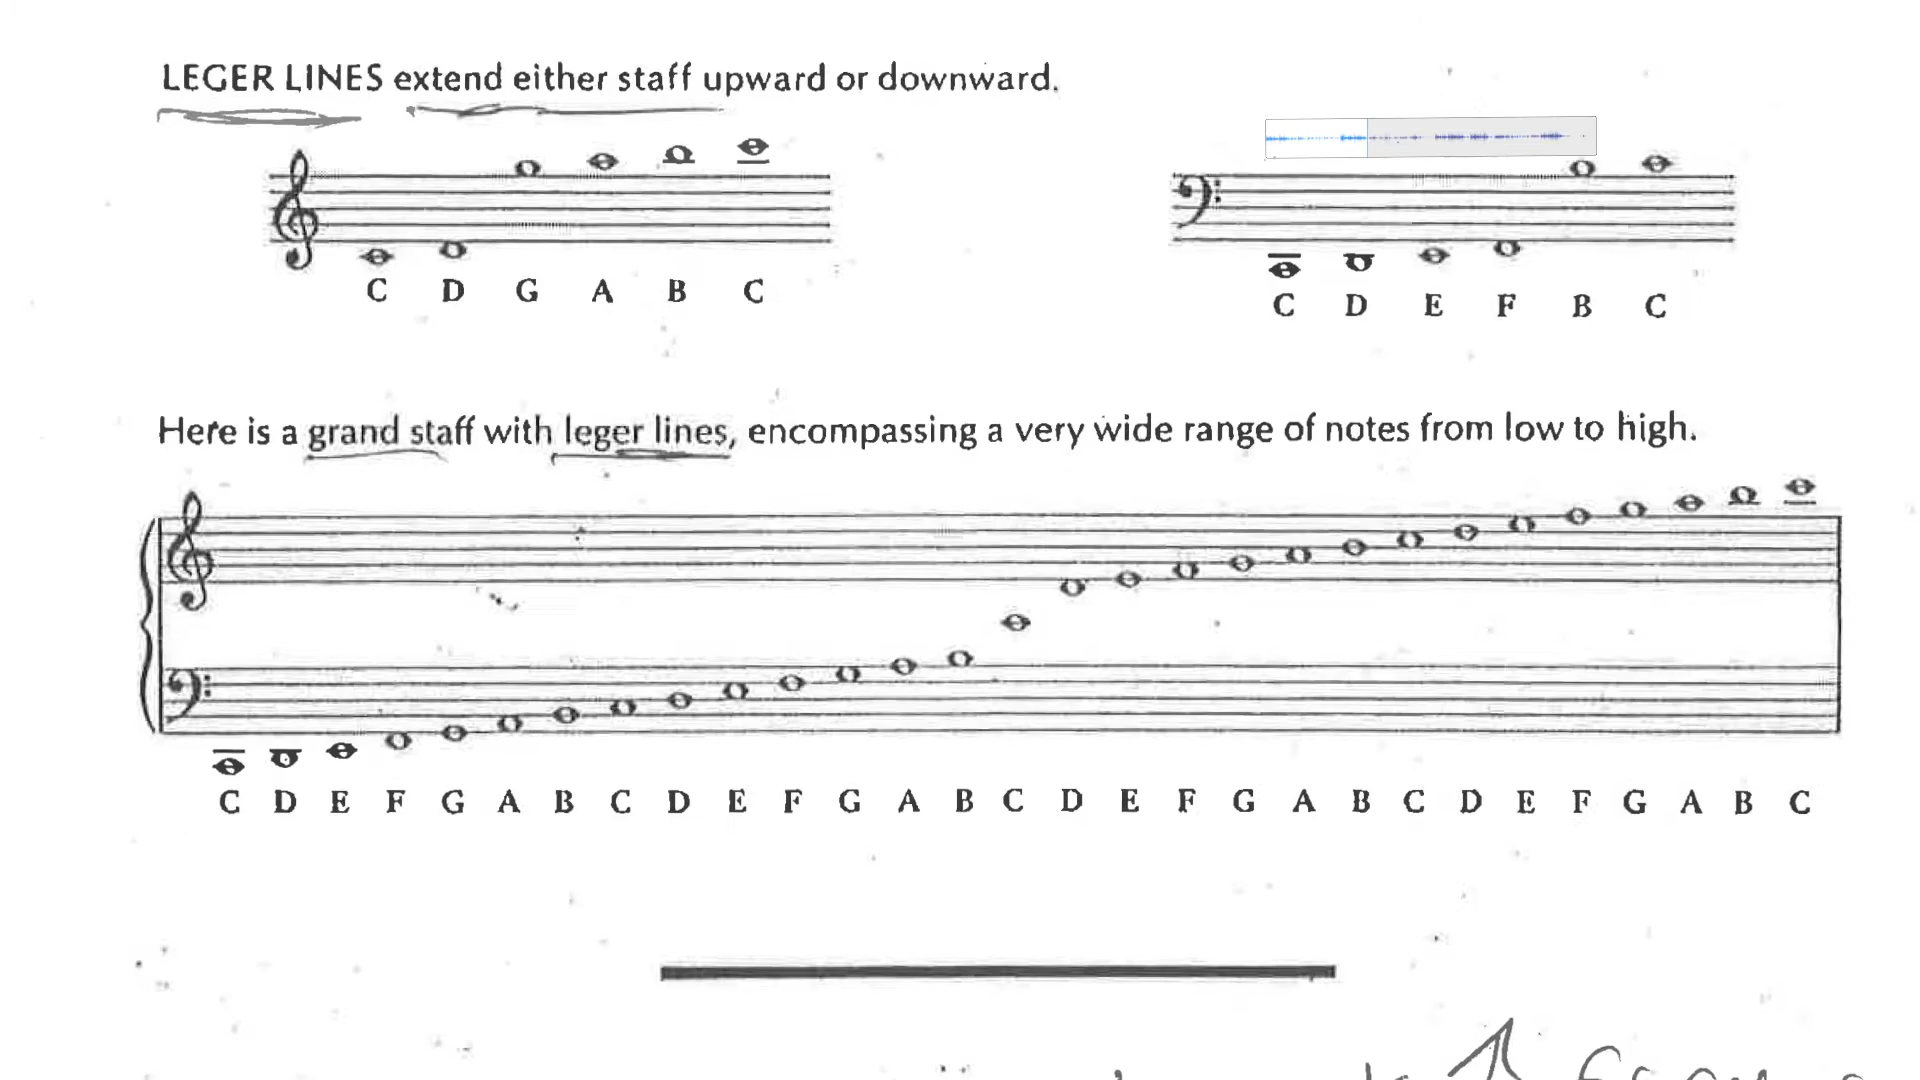 LEGER LINES extend either staff upward or downward.
C D G A B C
C D E F B C
Here is a grand staff with leger lines, encompassing a very wide range of notes from low to high.
C D E F G A B C D E F G A B C D E F G A B C D E F G A B C